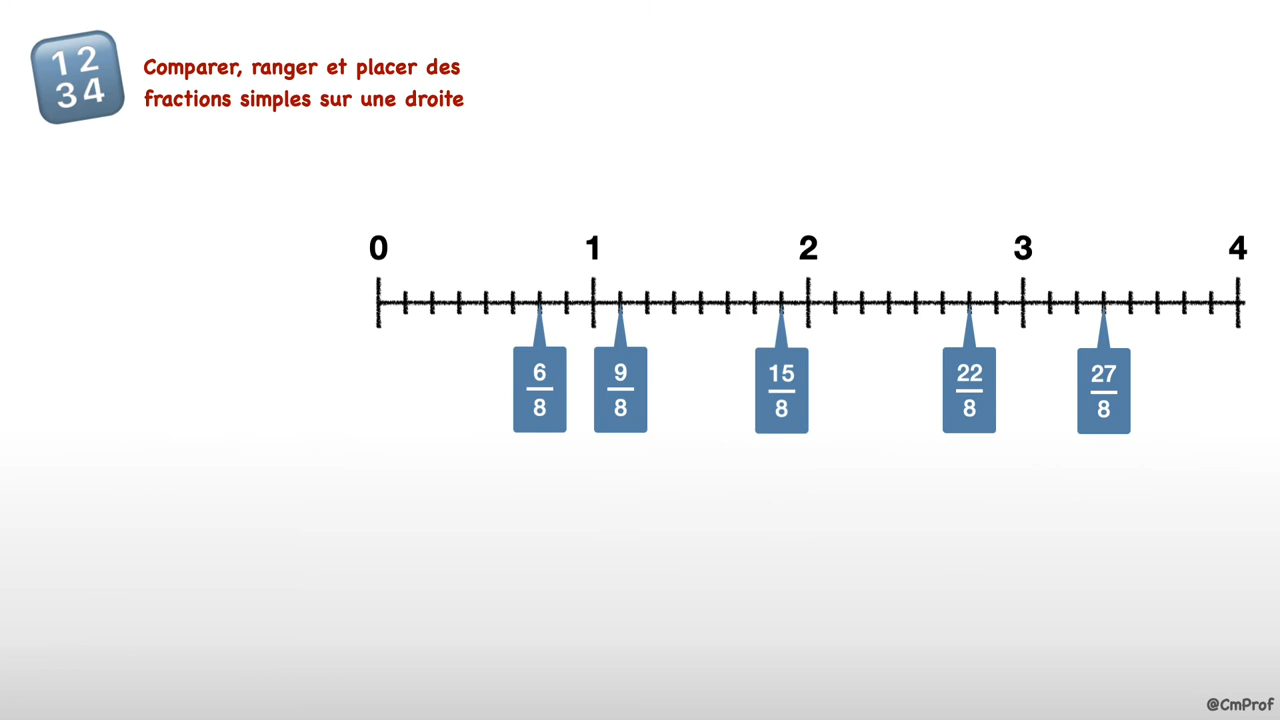 1 2
3 4
Comparer, ranger et placer des
fractions simples sur une droite
0 1 2 3 4
6 9 15 22 27
8 8 8 8 8
@CmProf